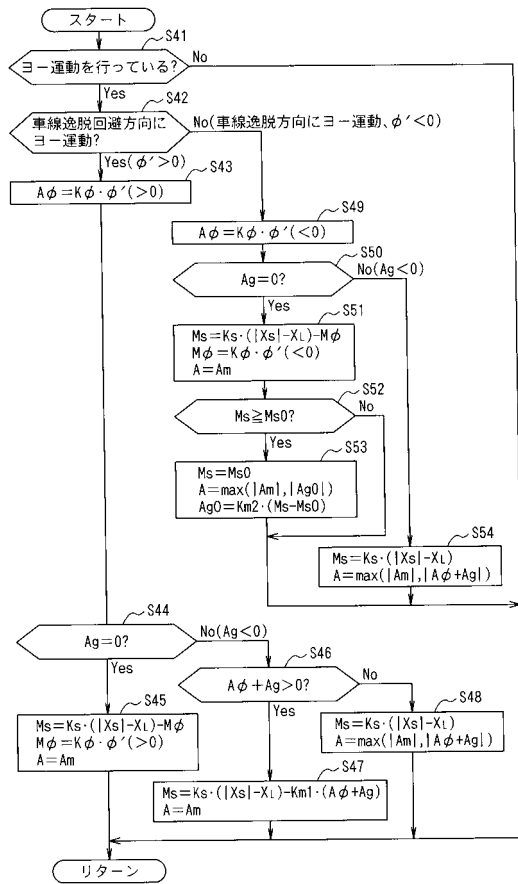 スタート
S41
ヨー運動を行っている?
No
Yes
S42
車線逸脱回避方向に
ヨー運動?
No(車線逸脱方向にヨー運動、φ′<0)
Yes(φ′>0)
S43
Aφ=Kφ·φ′(>0)
S49
Aφ=Kφ·φ′(<0)
S50
Ag=0?
No(Ag<0)
Yes
S51
Ms=Ks·(|Xs|-XL)-Mφ
Mφ=Kφ·φ′(<0)
A=Am
S52
Ms≧Ms0?
No
Yes
S53
Ms=Ms0
A=max(|Am|,|Ag0|)
Ag0=Km2·(Ms-Ms0)
S54
Ms=Ks·(|Xs|-XL)
A=max(|Am|,|Aφ+Ag|)
S44
Ag=0?
No(Ag<0)
Yes
S46
Aφ+Ag>0?
No
Yes
S45
Ms=Ks·(|Xs|-XL)-Mφ
Mφ=Kφ·φ′(>0)
A=Am
S48
Ms=Ks·(|Xs|-XL)
A=max(|Am|,|Aφ+Ag|)
S47
Ms=Ks·(|Xs|-XL)-Km1·(Aφ+Ag)
A=Am
リターン